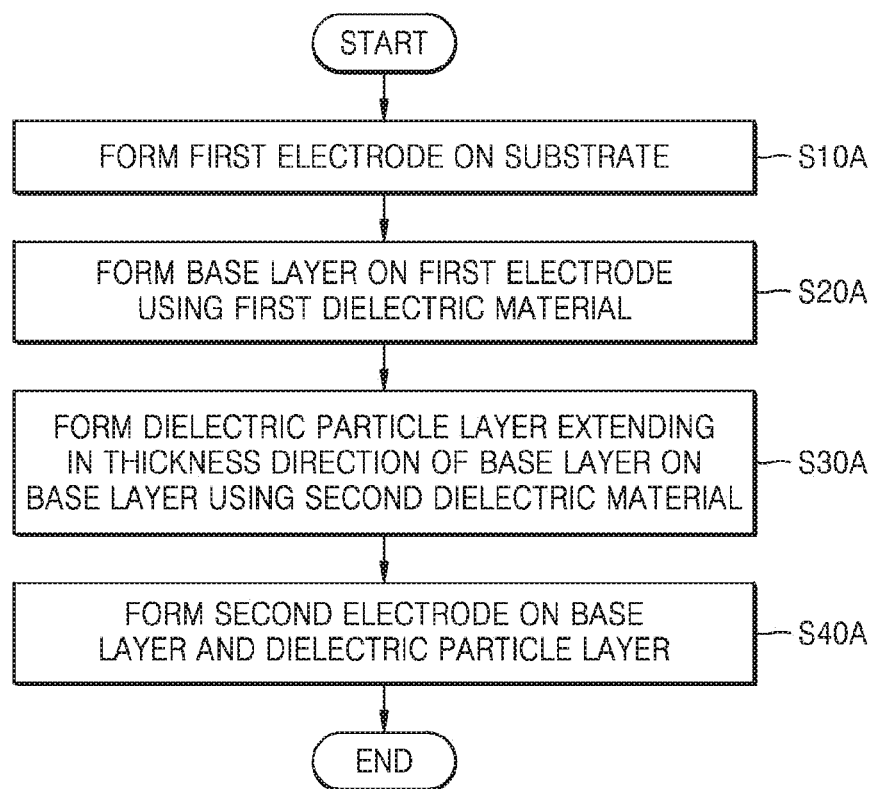 START
FORM FIRST ELECTRODE ON SUBSTRATE
S10A
FORM BASE LAYER ON FIRST ELECTRODE
USING FIRST DIELECTRIC MATERIAL
S20A
FORM DIELECTRIC PARTICLE LAYER EXTENDING
IN THICKNESS DIRECTION OF BASE LAYER ON
BASE LAYER USING SECOND DIELECTRIC MATERIAL
S30A
FORM SECOND ELECTRODE ON BASE
LAYER AND DIELECTRIC PARTICLE LAYER
S40A
END